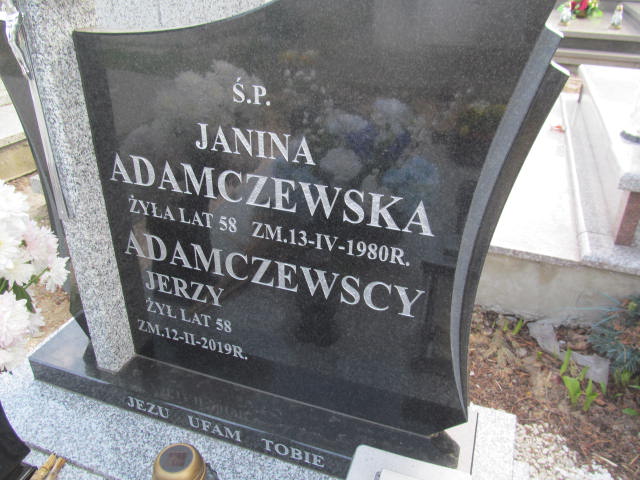 Ś.P.
JANINA
ADAMCZEWSKA
ŻYŁA LAT 58 ZM.13-IV-1980R.
ADAMCZEWSCY
JERZY
ŻYŁ LAT 58
ZM.12-II-2019R.
JEZU UFAM TOBIE